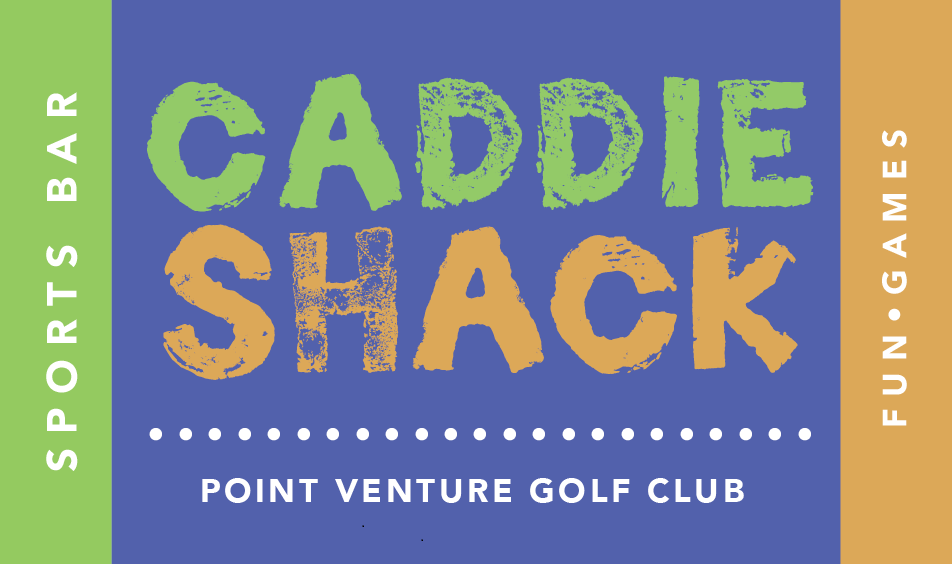 SPORTS BAR
CADDIE
SHACK
POINT VENTURE GOLF CLUB
FUN•GAMES